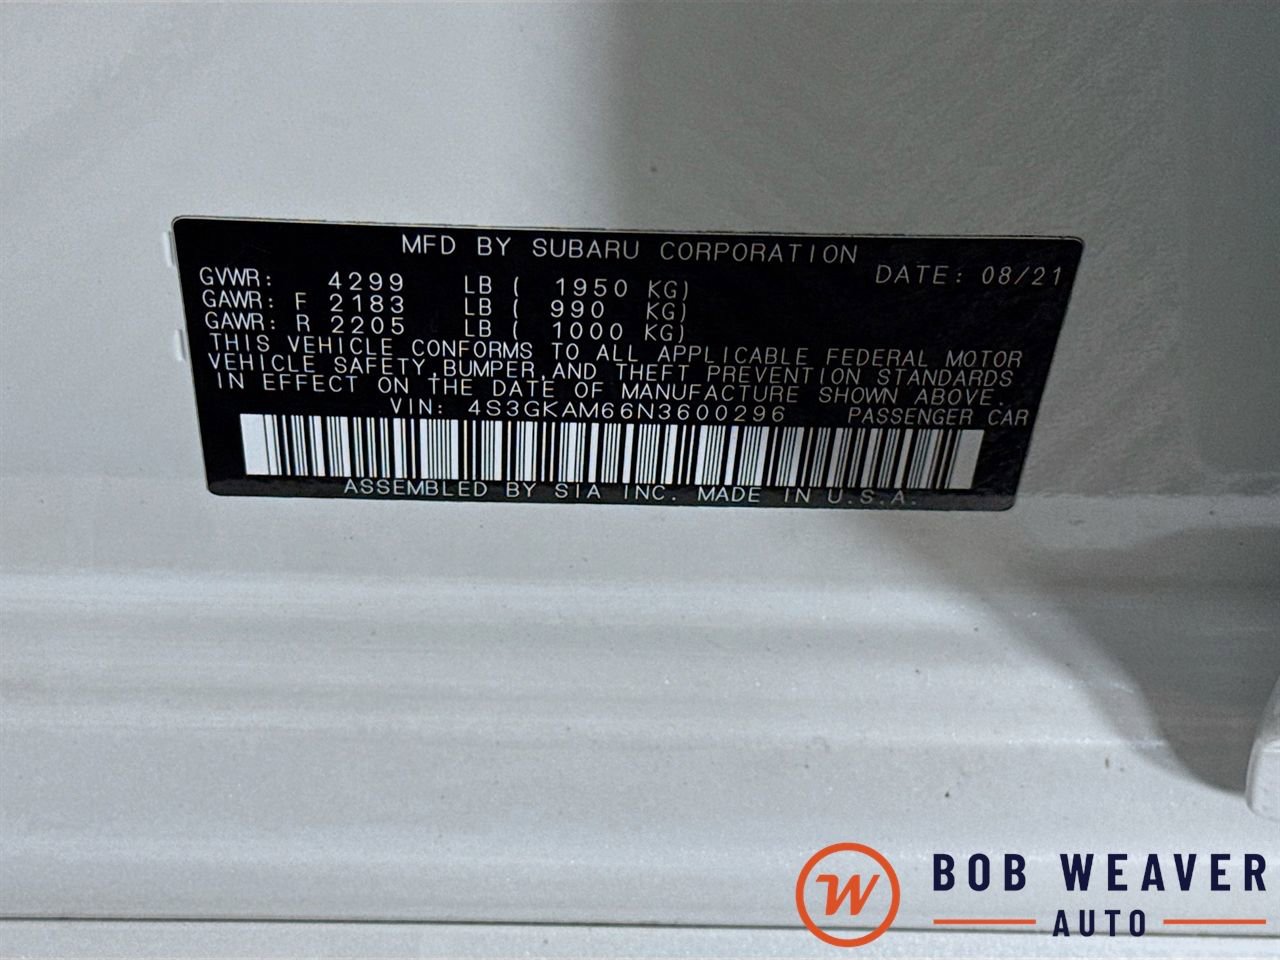 MFD BY SUBARU CORPORATION
DATE: 08/21
GVWR: 4299 LB ( 1950 KG)
GAWR: F 2183 LB ( 990 KG)
GAWR: R 2205 LB ( 1000 KG)
THIS VEHICLE CONFORMS TO ALL APPLICABLE FEDERAL MOTOR
VEHICLE SAFETY,BUMPER,AND THEFT PREVENTION STANDARDS
IN EFFECT ON THE DATE OF MANUFACTURE SHOWN ABOVE.
VIN: 4S3GKAM66N3600296 PASSENGER CAR
ASSEMBLED BY SIA INC. MADE IN U.S.A.
W BOB WEAVER
AUTO